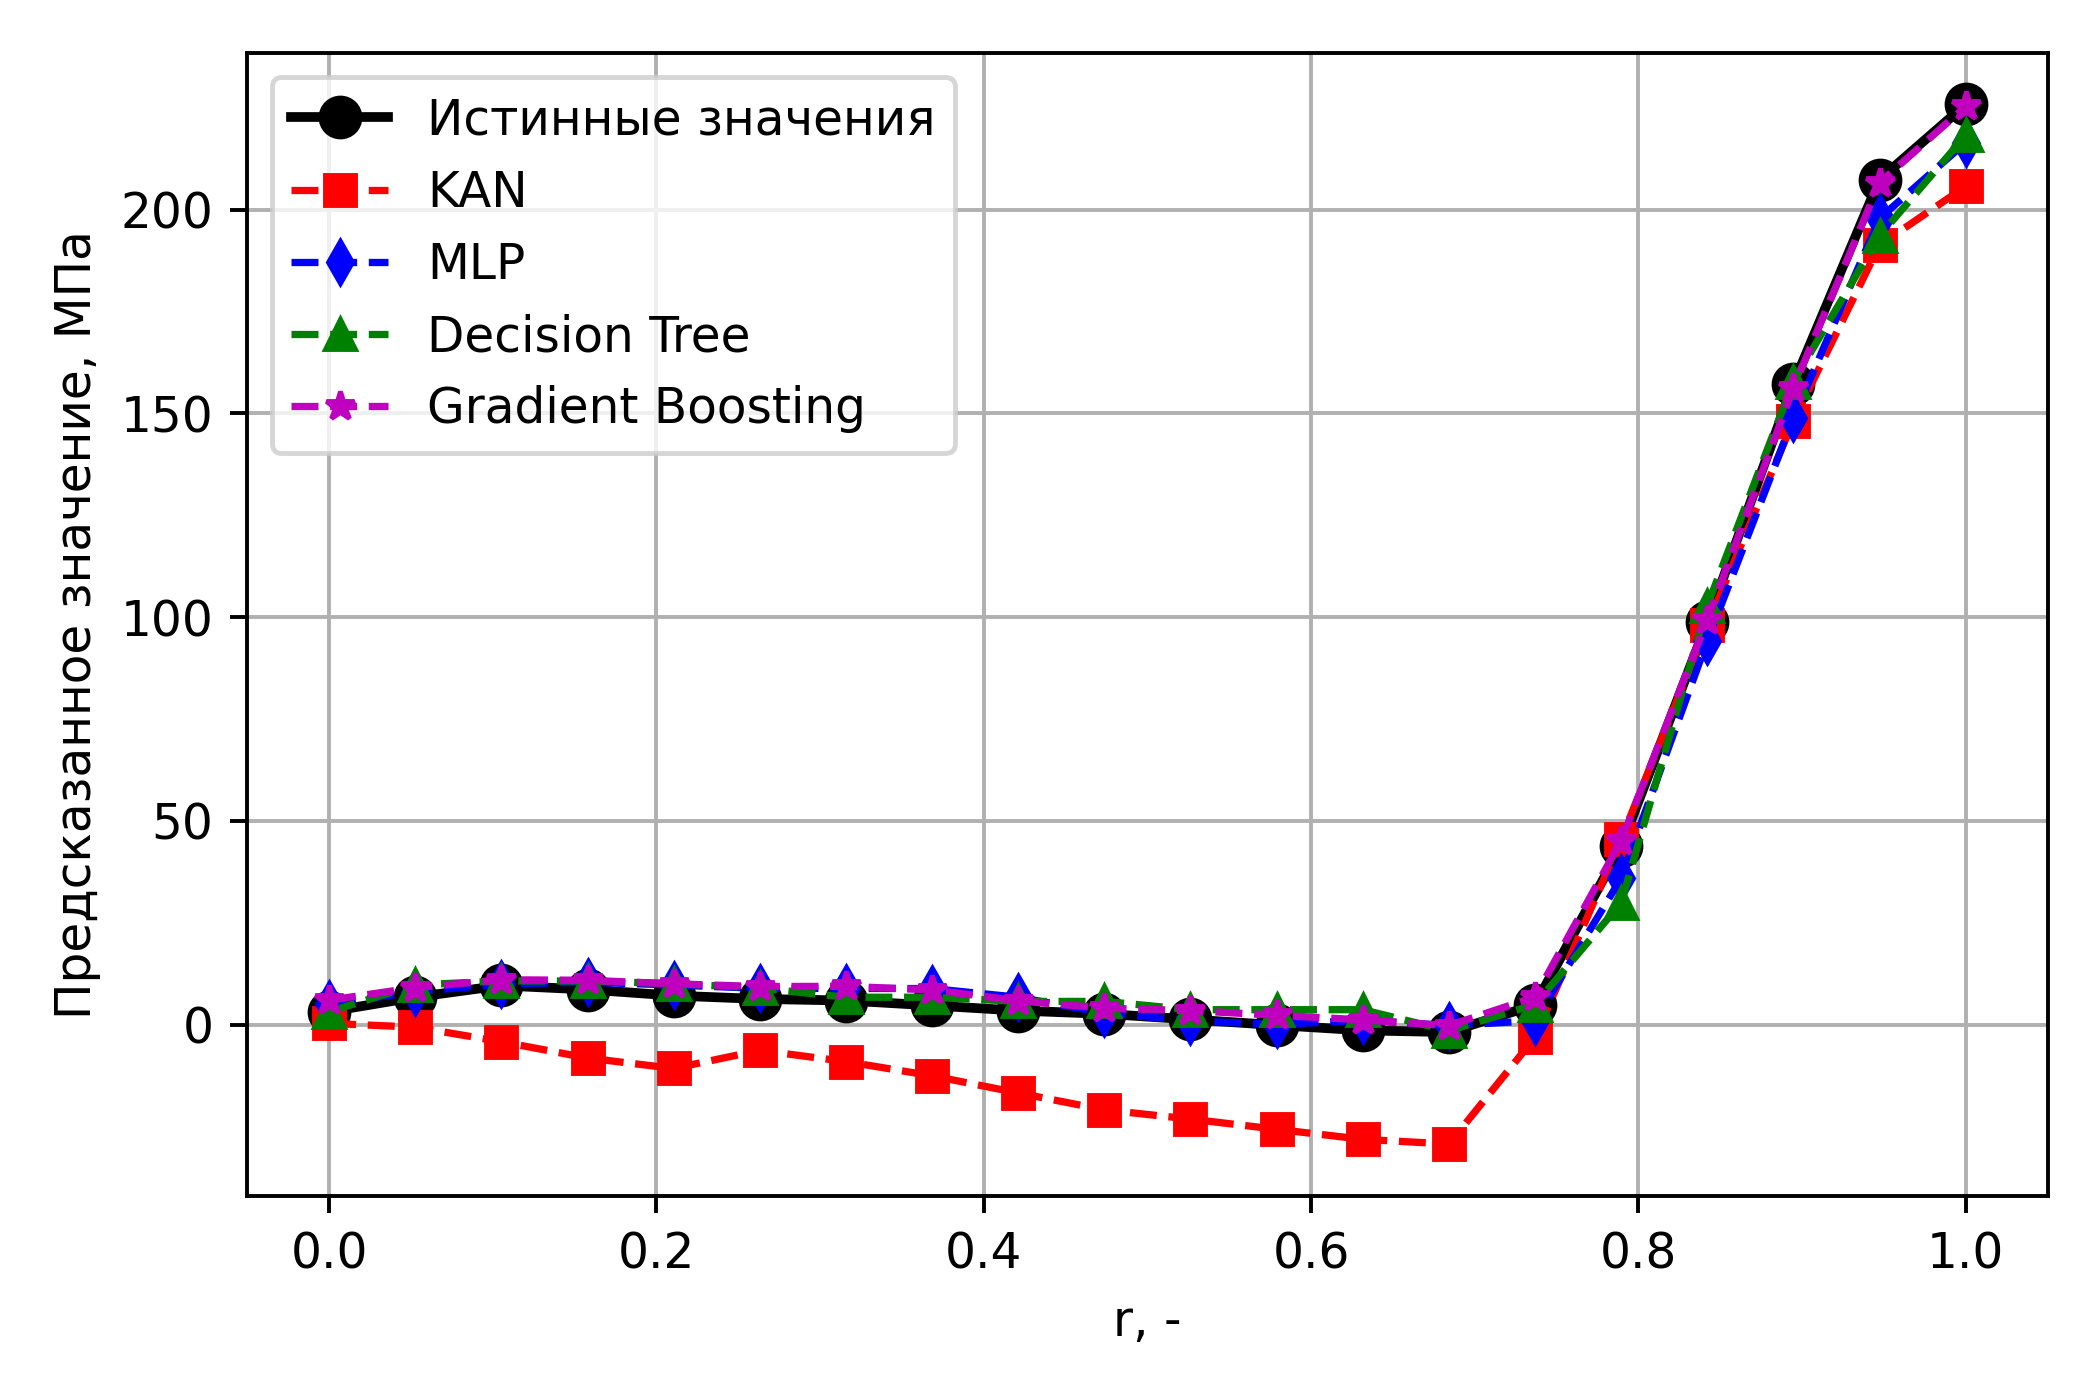 Истинные значения
KAN
MLP
Decision Tree
Gradient Boosting
Предсказанное значение, МПа
200
150
100
50
0
0.0 0.2 0.4 0.6 0.8 1.0
r, -